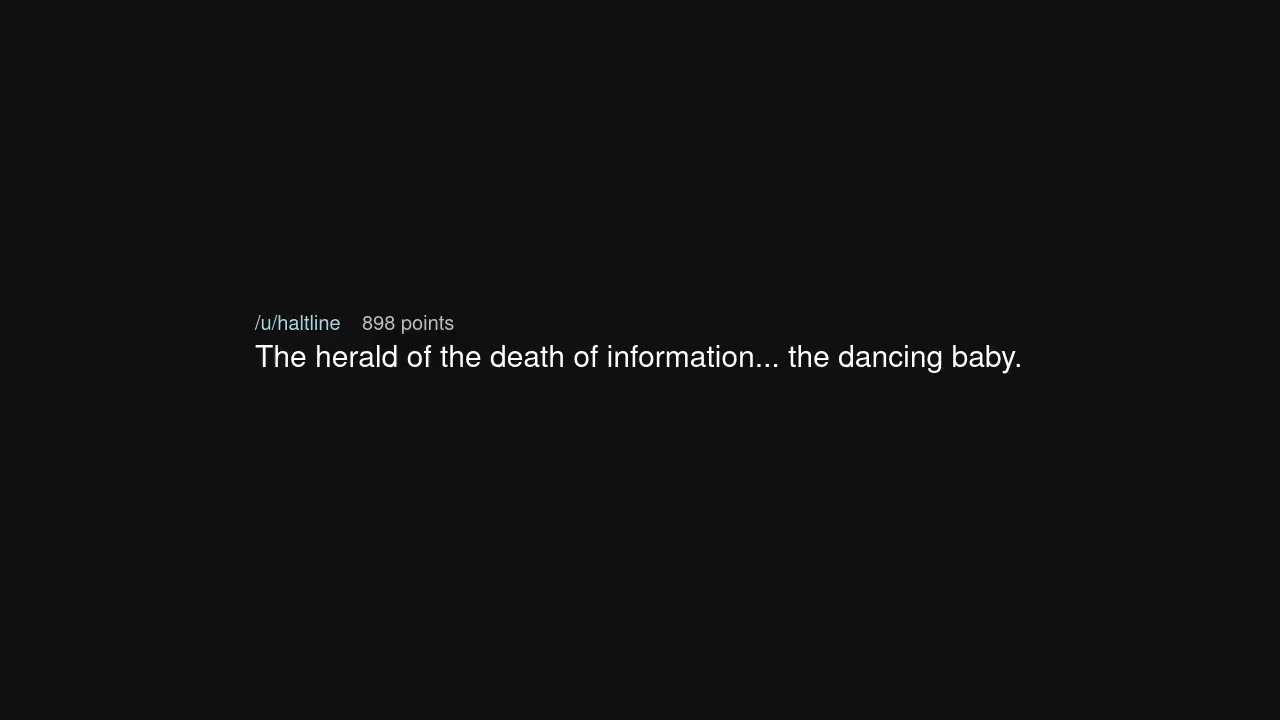 /u/haltline 898 points
The herald of the death of information... the dancing baby.